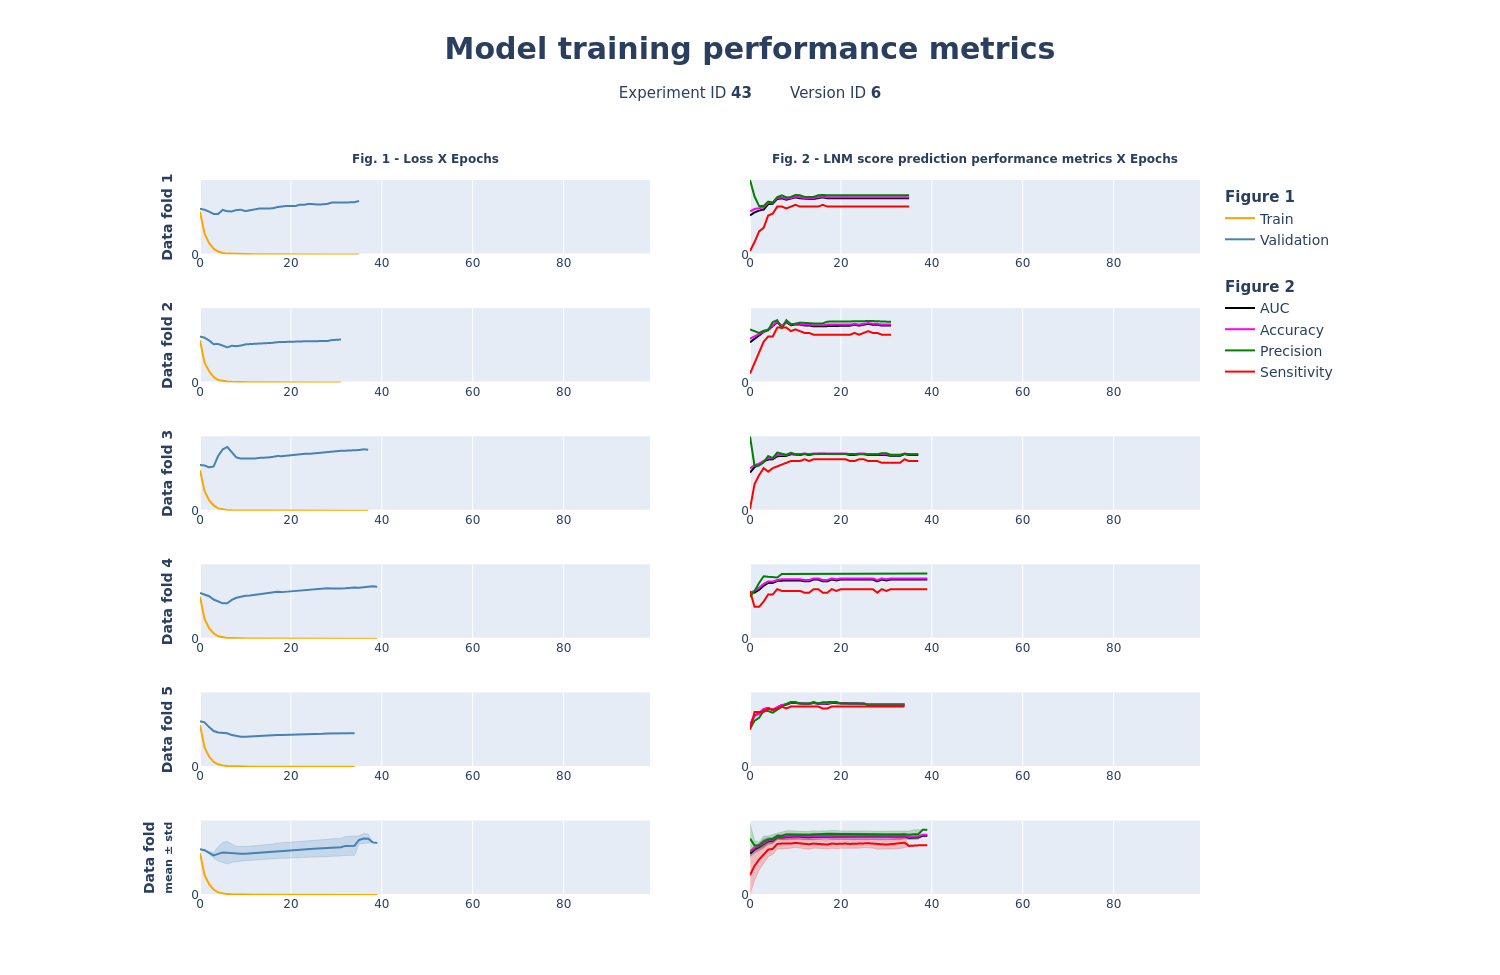 Model training performance metrics
Experiment ID 43 Version ID 6
Fig. 1 - Loss X Epochs
Fig. 2 - LNM score prediction performance metrics X Epochs
Data fold 1
0
0 20 40 60 80
0
0 20 40 60 80
Figure 1
Train
Validation
Figure 2
AUC
Accuracy
Precision
Sensitivity
Data fold 2
0
0 20 40 60 80
0
0 20 40 60 80
Data fold 3
0
0 20 40 60 80
0
0 20 40 60 80
Data fold 4
0
0 20 40 60 80
0
0 20 40 60 80
Data fold 5
0
0 20 40 60 80
0
0 20 40 60 80
Data fold
mean ± std
0
0 20 40 60 80
0
0 20 40 60 80